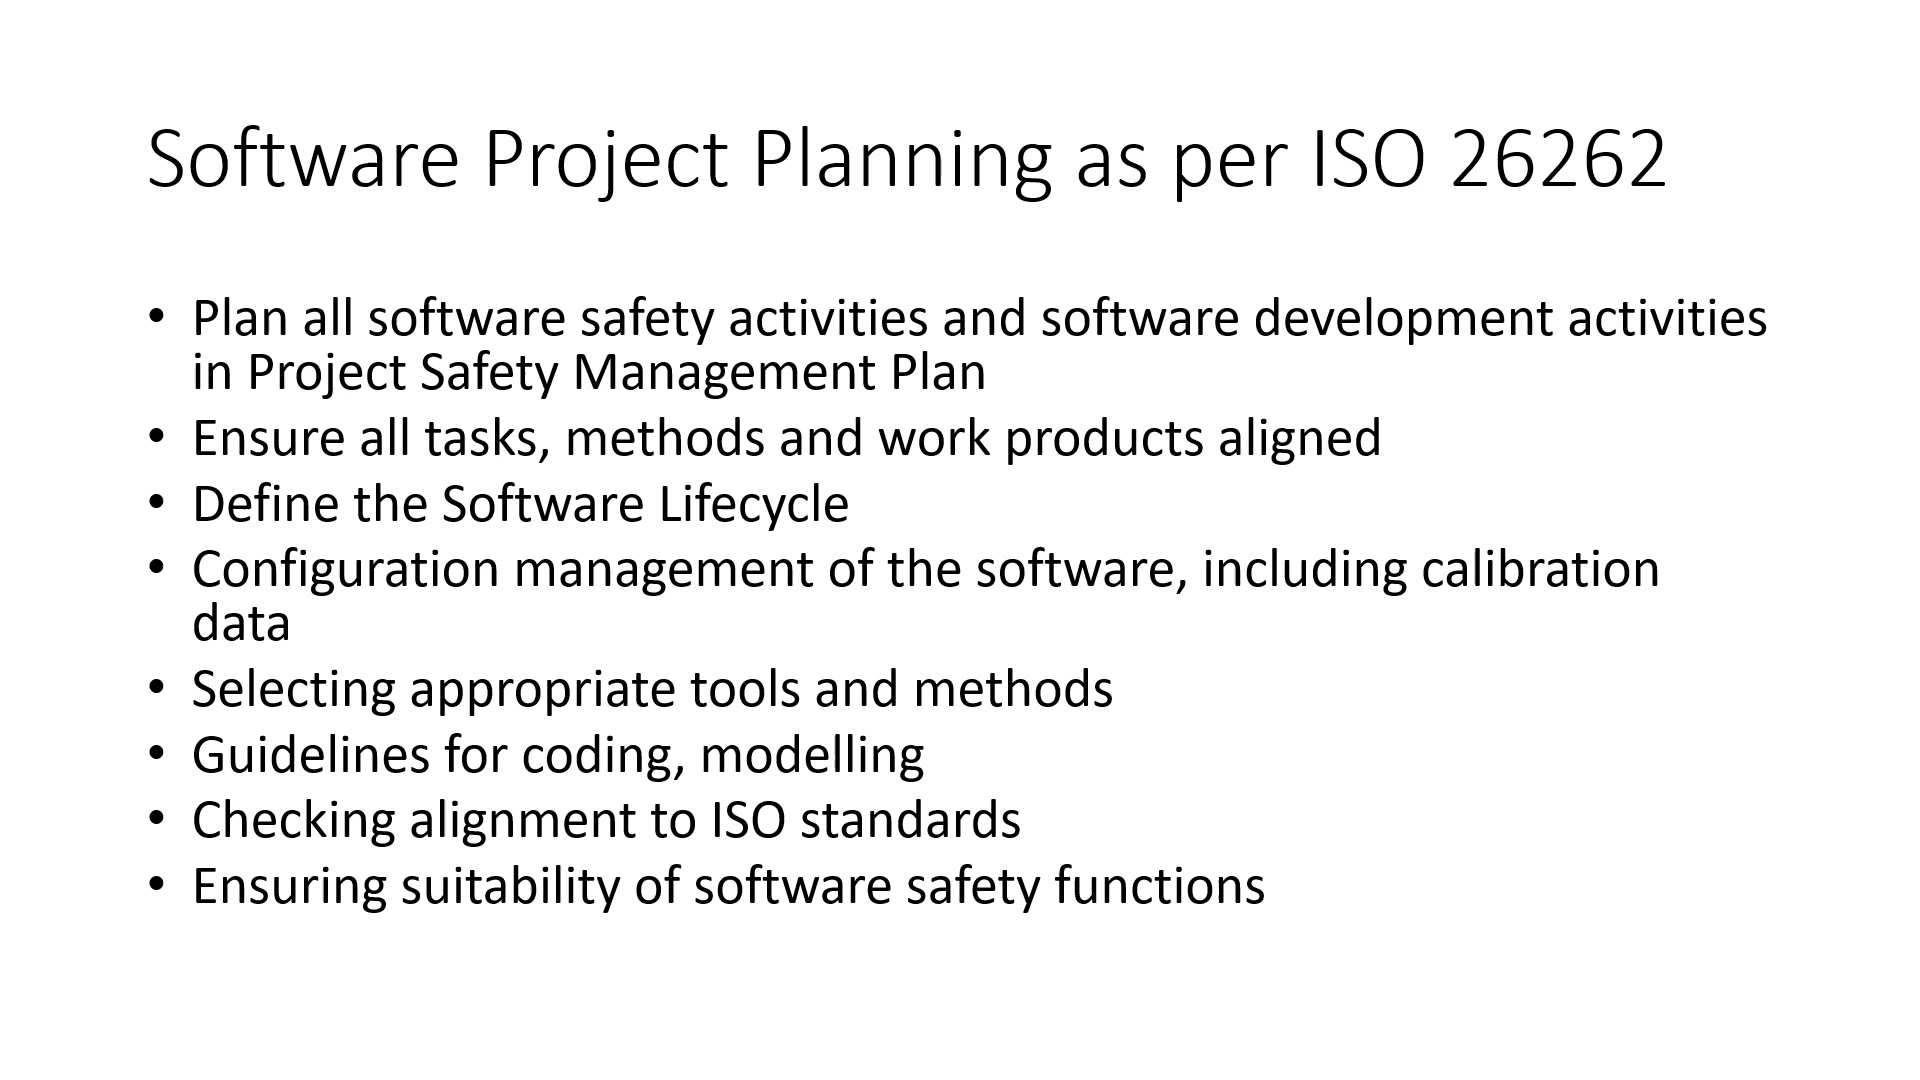 Software Project Planning as per ISO 26262
• Plan all software safety activities and software development activities
in Project Safety Management Plan
• Ensure all tasks, methods and work products aligned
• Define the Software Lifecycle
• Configuration management of the software, including calibration
data
• Selecting appropriate tools and methods
• Guidelines for coding, modelling
• Checking alignment to ISO standards
• Ensuring suitability of software safety functions